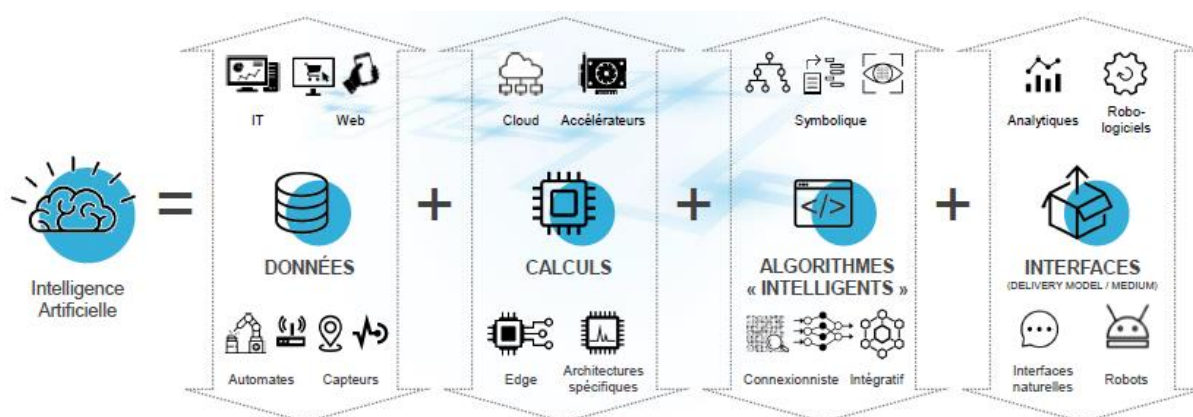 Intelligence
Artificielle
=
IT
Web
DONNÉES
Automates
Capteurs
+
Cloud
Accélérateurs
CALCULS
Edge
Architectures
spécifiques
+
Symbolique
</>
ALGORITHMES
« INTELLIGENTS »
Connexionniste
Intégratif
+
Analytiques
Robo-
logiciels
INTERFACES
(DELIVERY MODEL / MEDIUM)
Interfaces
naturelles
Robots